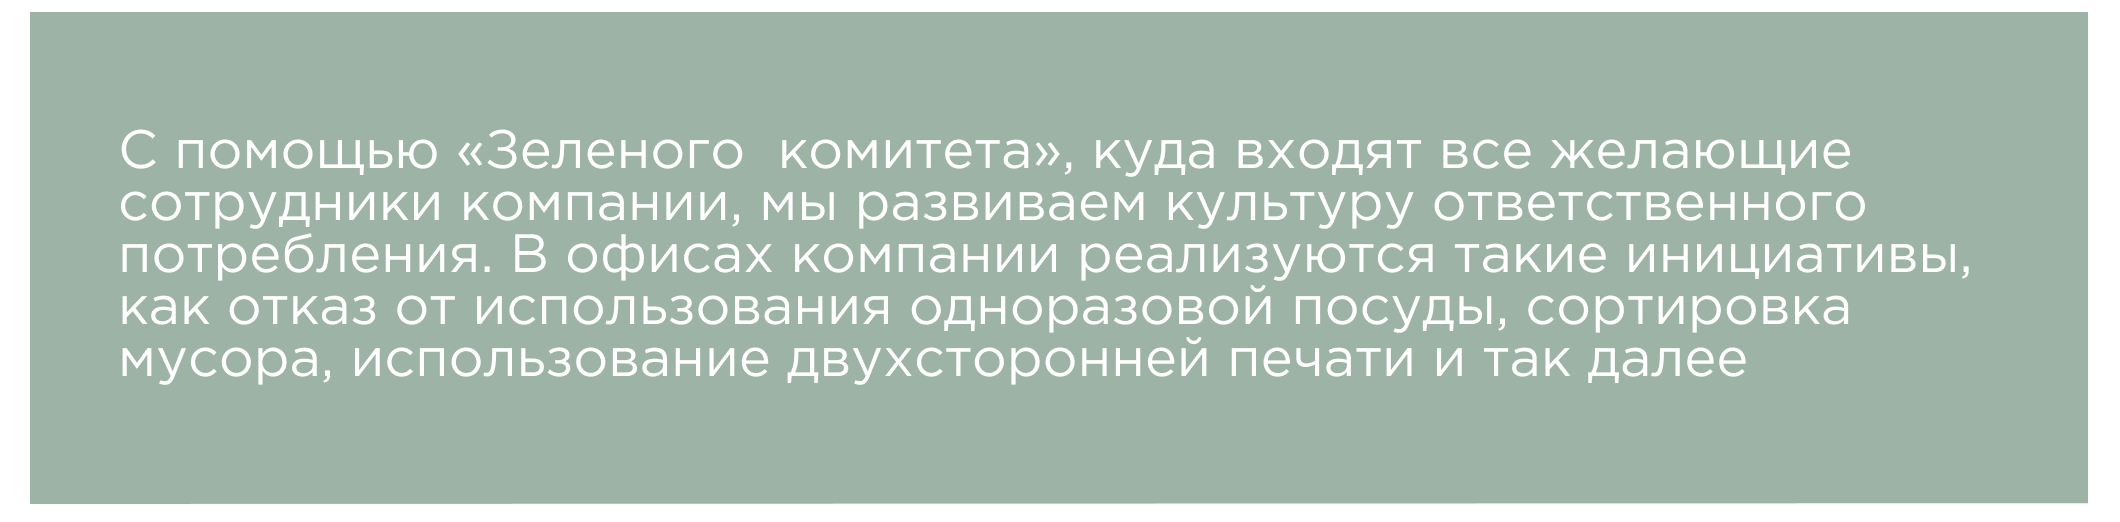 С помощью «Зеленого  комитета», куда входят все желающие
сотрудники компании, мы развиваем культуру ответственного
потребления. В офисах компании реализуются такие инициативы,
как отказ от использования одноразовой посуды, сортировка
мусора, использование двухсторонней печати и так далее